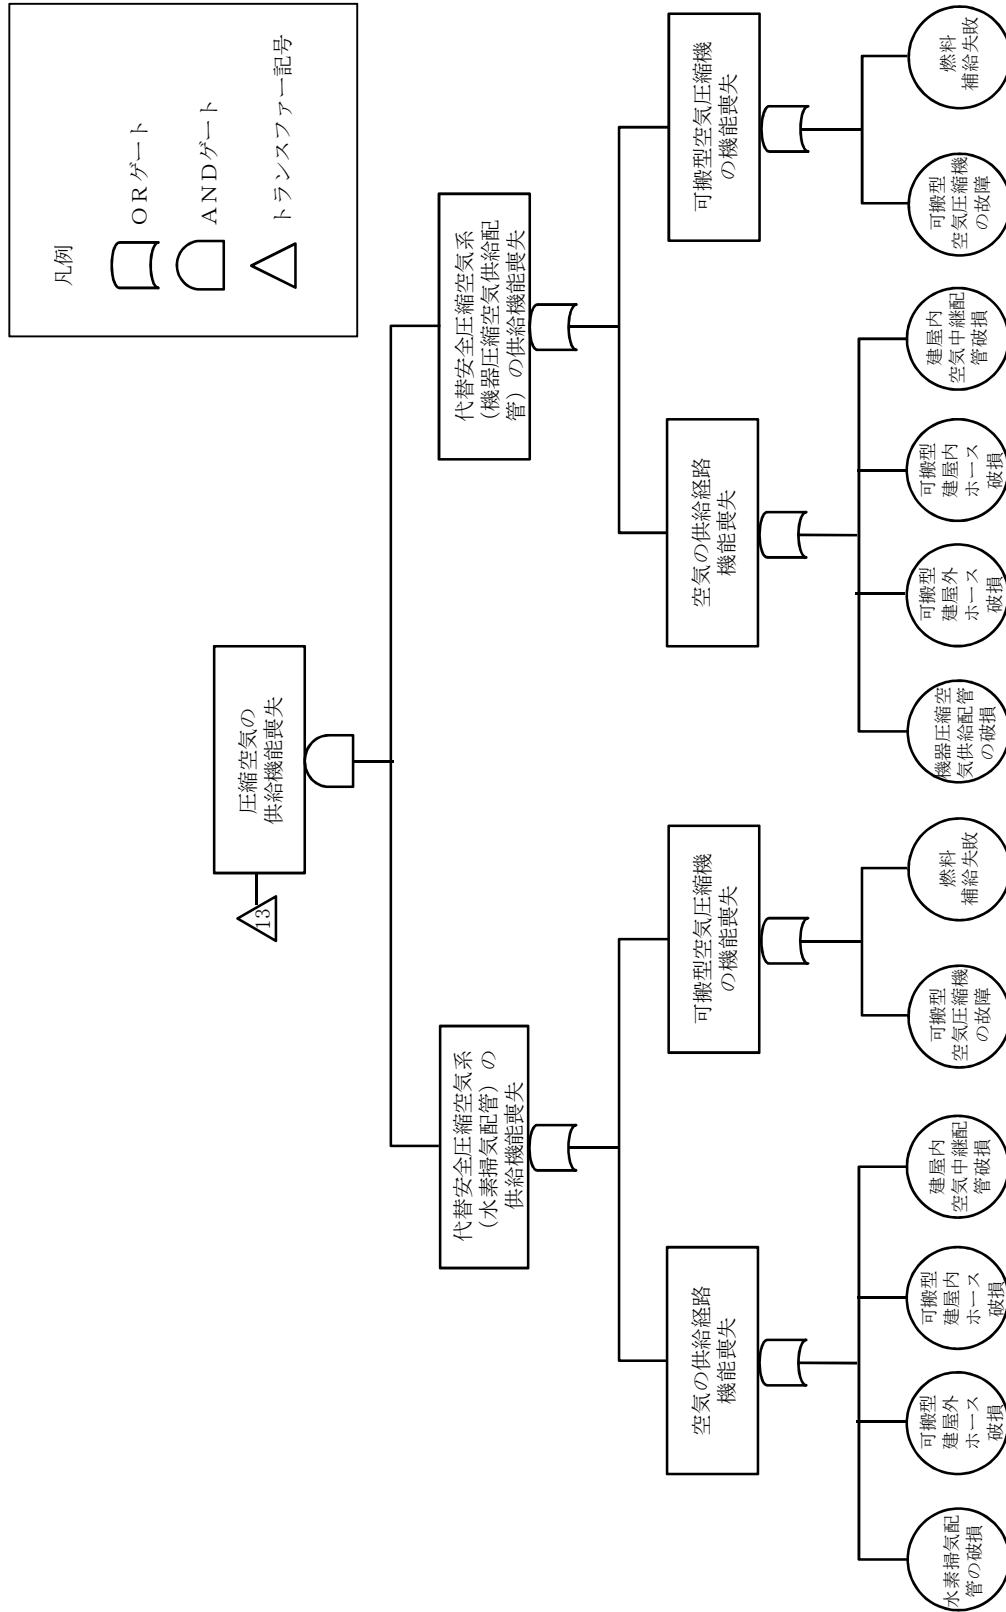 凡例
ORゲート
ANDゲート
トランスファー記号
圧縮空気の
供給機能喪失
13
代替安全圧縮空気系
（水素掃気配管）の
供給機能喪失
代替安全圧縮空気系
（機器圧縮空気供給配
管）の供給機能喪失
空気の供給経路
機能喪失
可搬型空気圧縮機
の機能喪失
空気の供給経路
機能喪失
可搬型空気圧縮機
の機能喪失
水素掃気配
管の破損
可搬型
建屋外
ホース
破損
可搬型
建屋内
ホース
破損
建屋内
空気中継配
管破損
可搬型
空気圧縮機
の故障
燃料
補給失敗
機器圧縮空
気供給配管
の破損
可搬型
建屋外
ホース
破損
可搬型
建屋内
ホース
破損
建屋内
空気中継配
管破損
可搬型
空気圧縮機
の故障
燃料
補給失敗